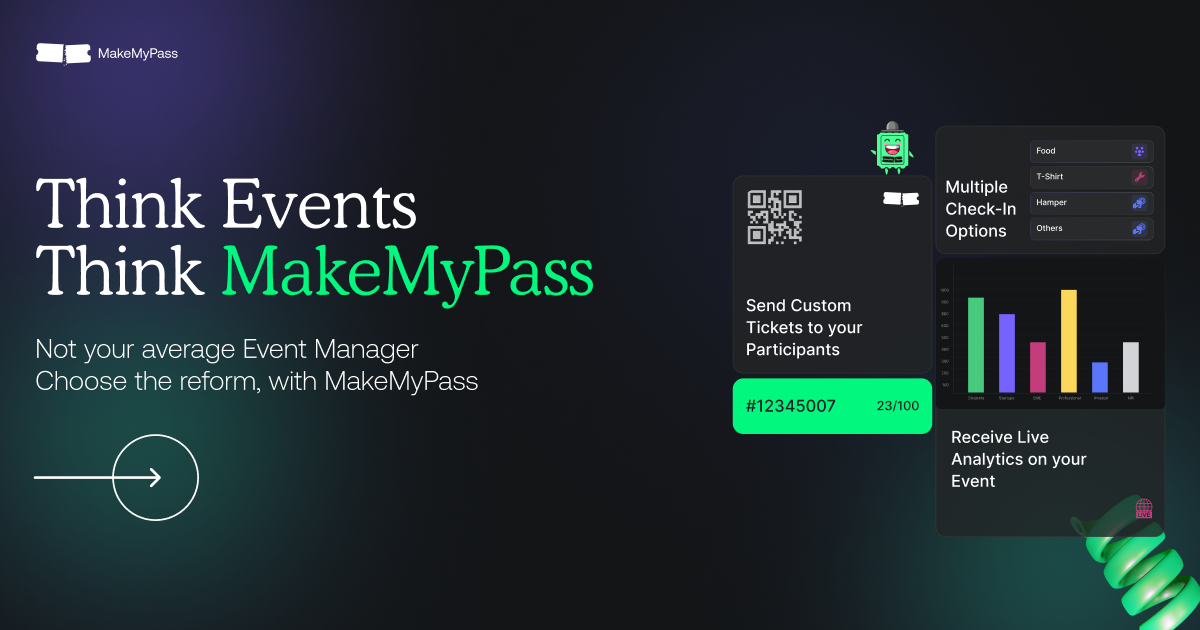 MakeMyPass
Think Events
Think MakeMyPass
Not your average Event Manager
Choose the reform, with MakeMyPass
Send Custom
Tickets to your
Participants
#12345007
23/100
Multiple
Check-In
Options
Food
T-Shirt
Hamper
Others
Receive Live
Analytics on your
Event
LIVE